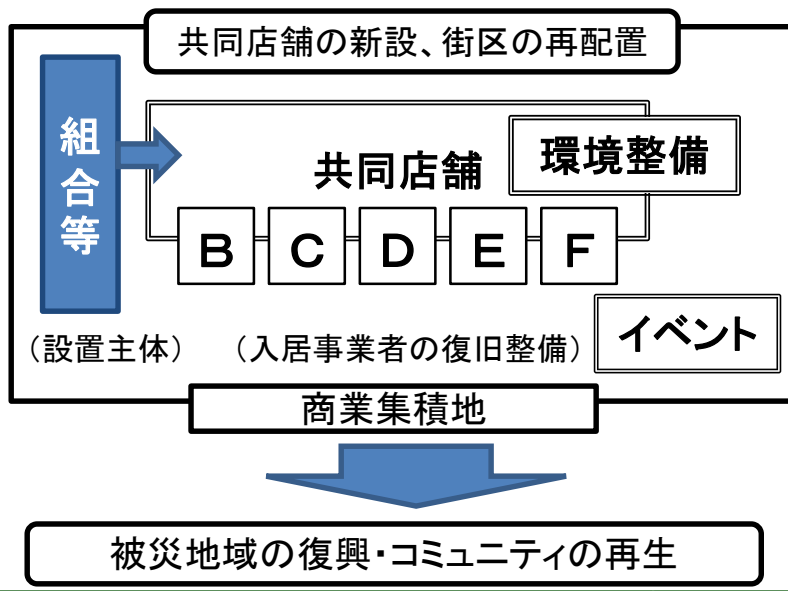 共同店舗の新設、街区の再配置
組合等
共同店舗
環境整備
B C D E F
（設置主体）
（入居事業者の復旧整備）
イベント
商業集積地
被災地域の復興・コミュニティの再生